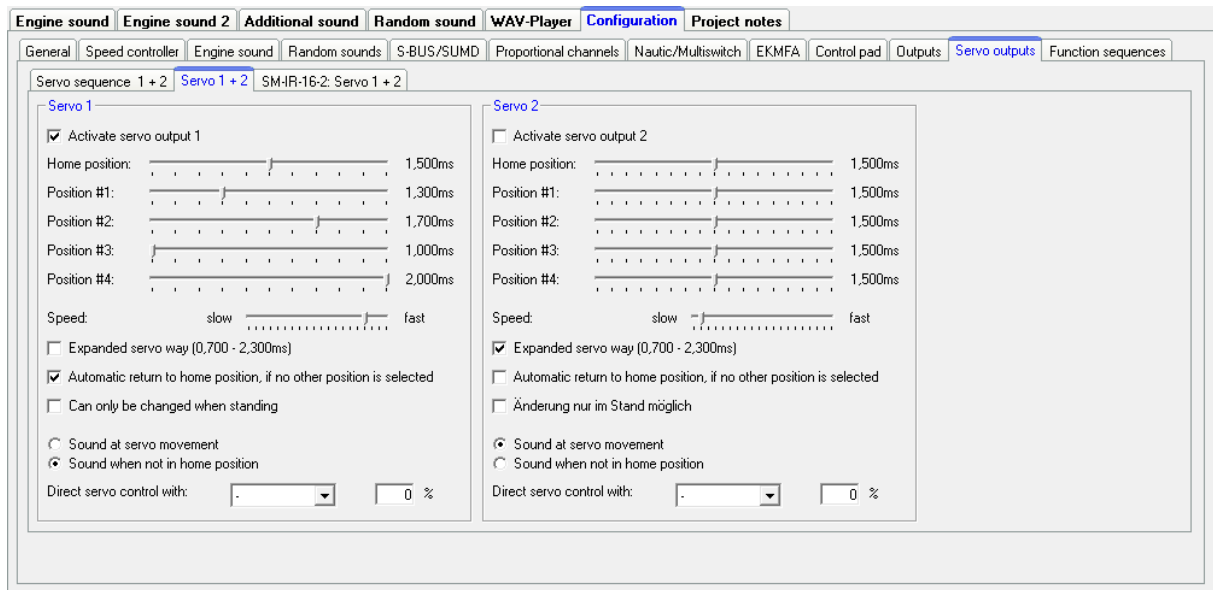 Engine sound Engine sound 2 Additional sound Random sound WAV-Player Configuration Project notes
General Speed controller Engine sound Random sounds S-BUS/SUMD Proportional channels Nautic/Multiswitch EKMFA Control pad Outputs Servo outputs Function sequences
Servo sequence 1 + 2 Servo 1 + 2 SM-IR-16-2: Servo 1 + 2
Servo 1
Activate servo output 1
Home position: 1,500ms
Position #1: 1,300ms
Position #2: 1,700ms
Position #3: 1,000ms
Position #4: 2,000ms
Speed: slow fast
Expanded servo way (0,700 - 2,300ms)
Automatic return to home position, if no other position is selected
Can only be changed when standing
Sound at servo movement
Sound when not in home position
Direct servo control with: - 0 %
Servo 2
Activate servo output 2
Home position: 1,500ms
Position #1: 1,500ms
Position #2: 1,500ms
Position #3: 1,500ms
Position #4: 1,500ms
Speed: slow fast
Expanded servo way (0,700 - 2,300ms)
Automatic return to home position, if no other position is selected
Änderung nur im Stand möglich
Sound at servo movement
Sound when not in home position
Direct servo control with: - 0 %